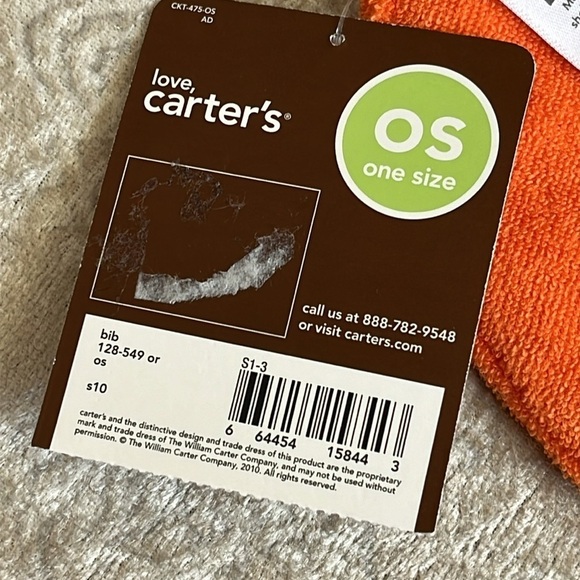 CKT-475-OS
AD
love,
carter's®
os
one size
call us at 888-782-9548
or visit carters.com
bib
128-549 or
os
s10
S1-3
6 64454 15844 3
carter's and the distinctive design and trade dress of this product are the proprietary
mark and trade dress of The William Carter Company, and may not be used without
permission. © The William Carter Company, 2010. All rights reserved.